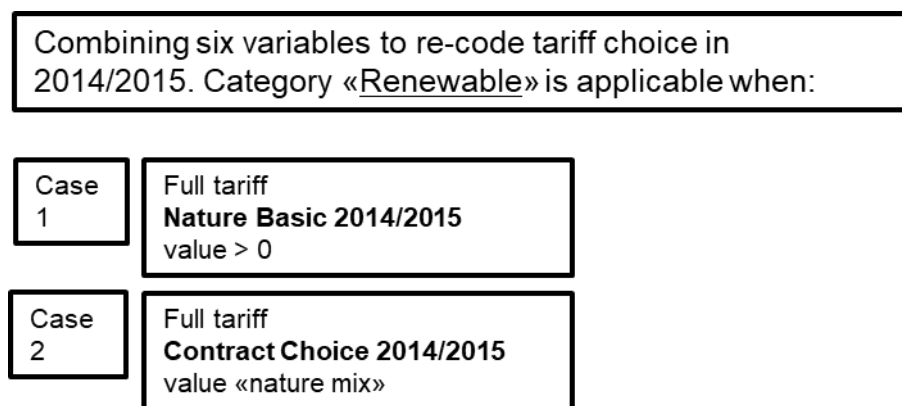 Combining six variables to re-code tariff choice in
2014/2015. Category «Renewable» is applicable when:
Case
1
Full tariff
Nature Basic 2014/2015
value > 0
Case
2
Full tariff
Contract Choice 2014/2015
value «nature mix»